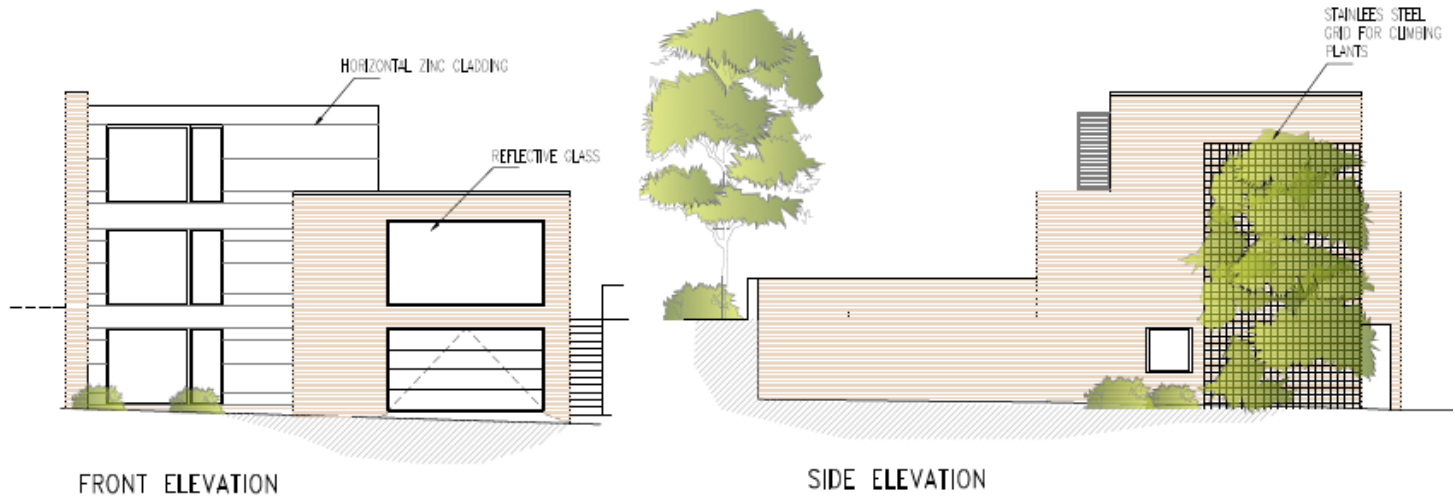 HORIZONTAL ZINC CLADDING
REFLECTIVE GLASS
STAINLEES STEEL
GRID FOR CLIMBING
PLANTS
FRONT ELEVATION
SIDE ELEVATION